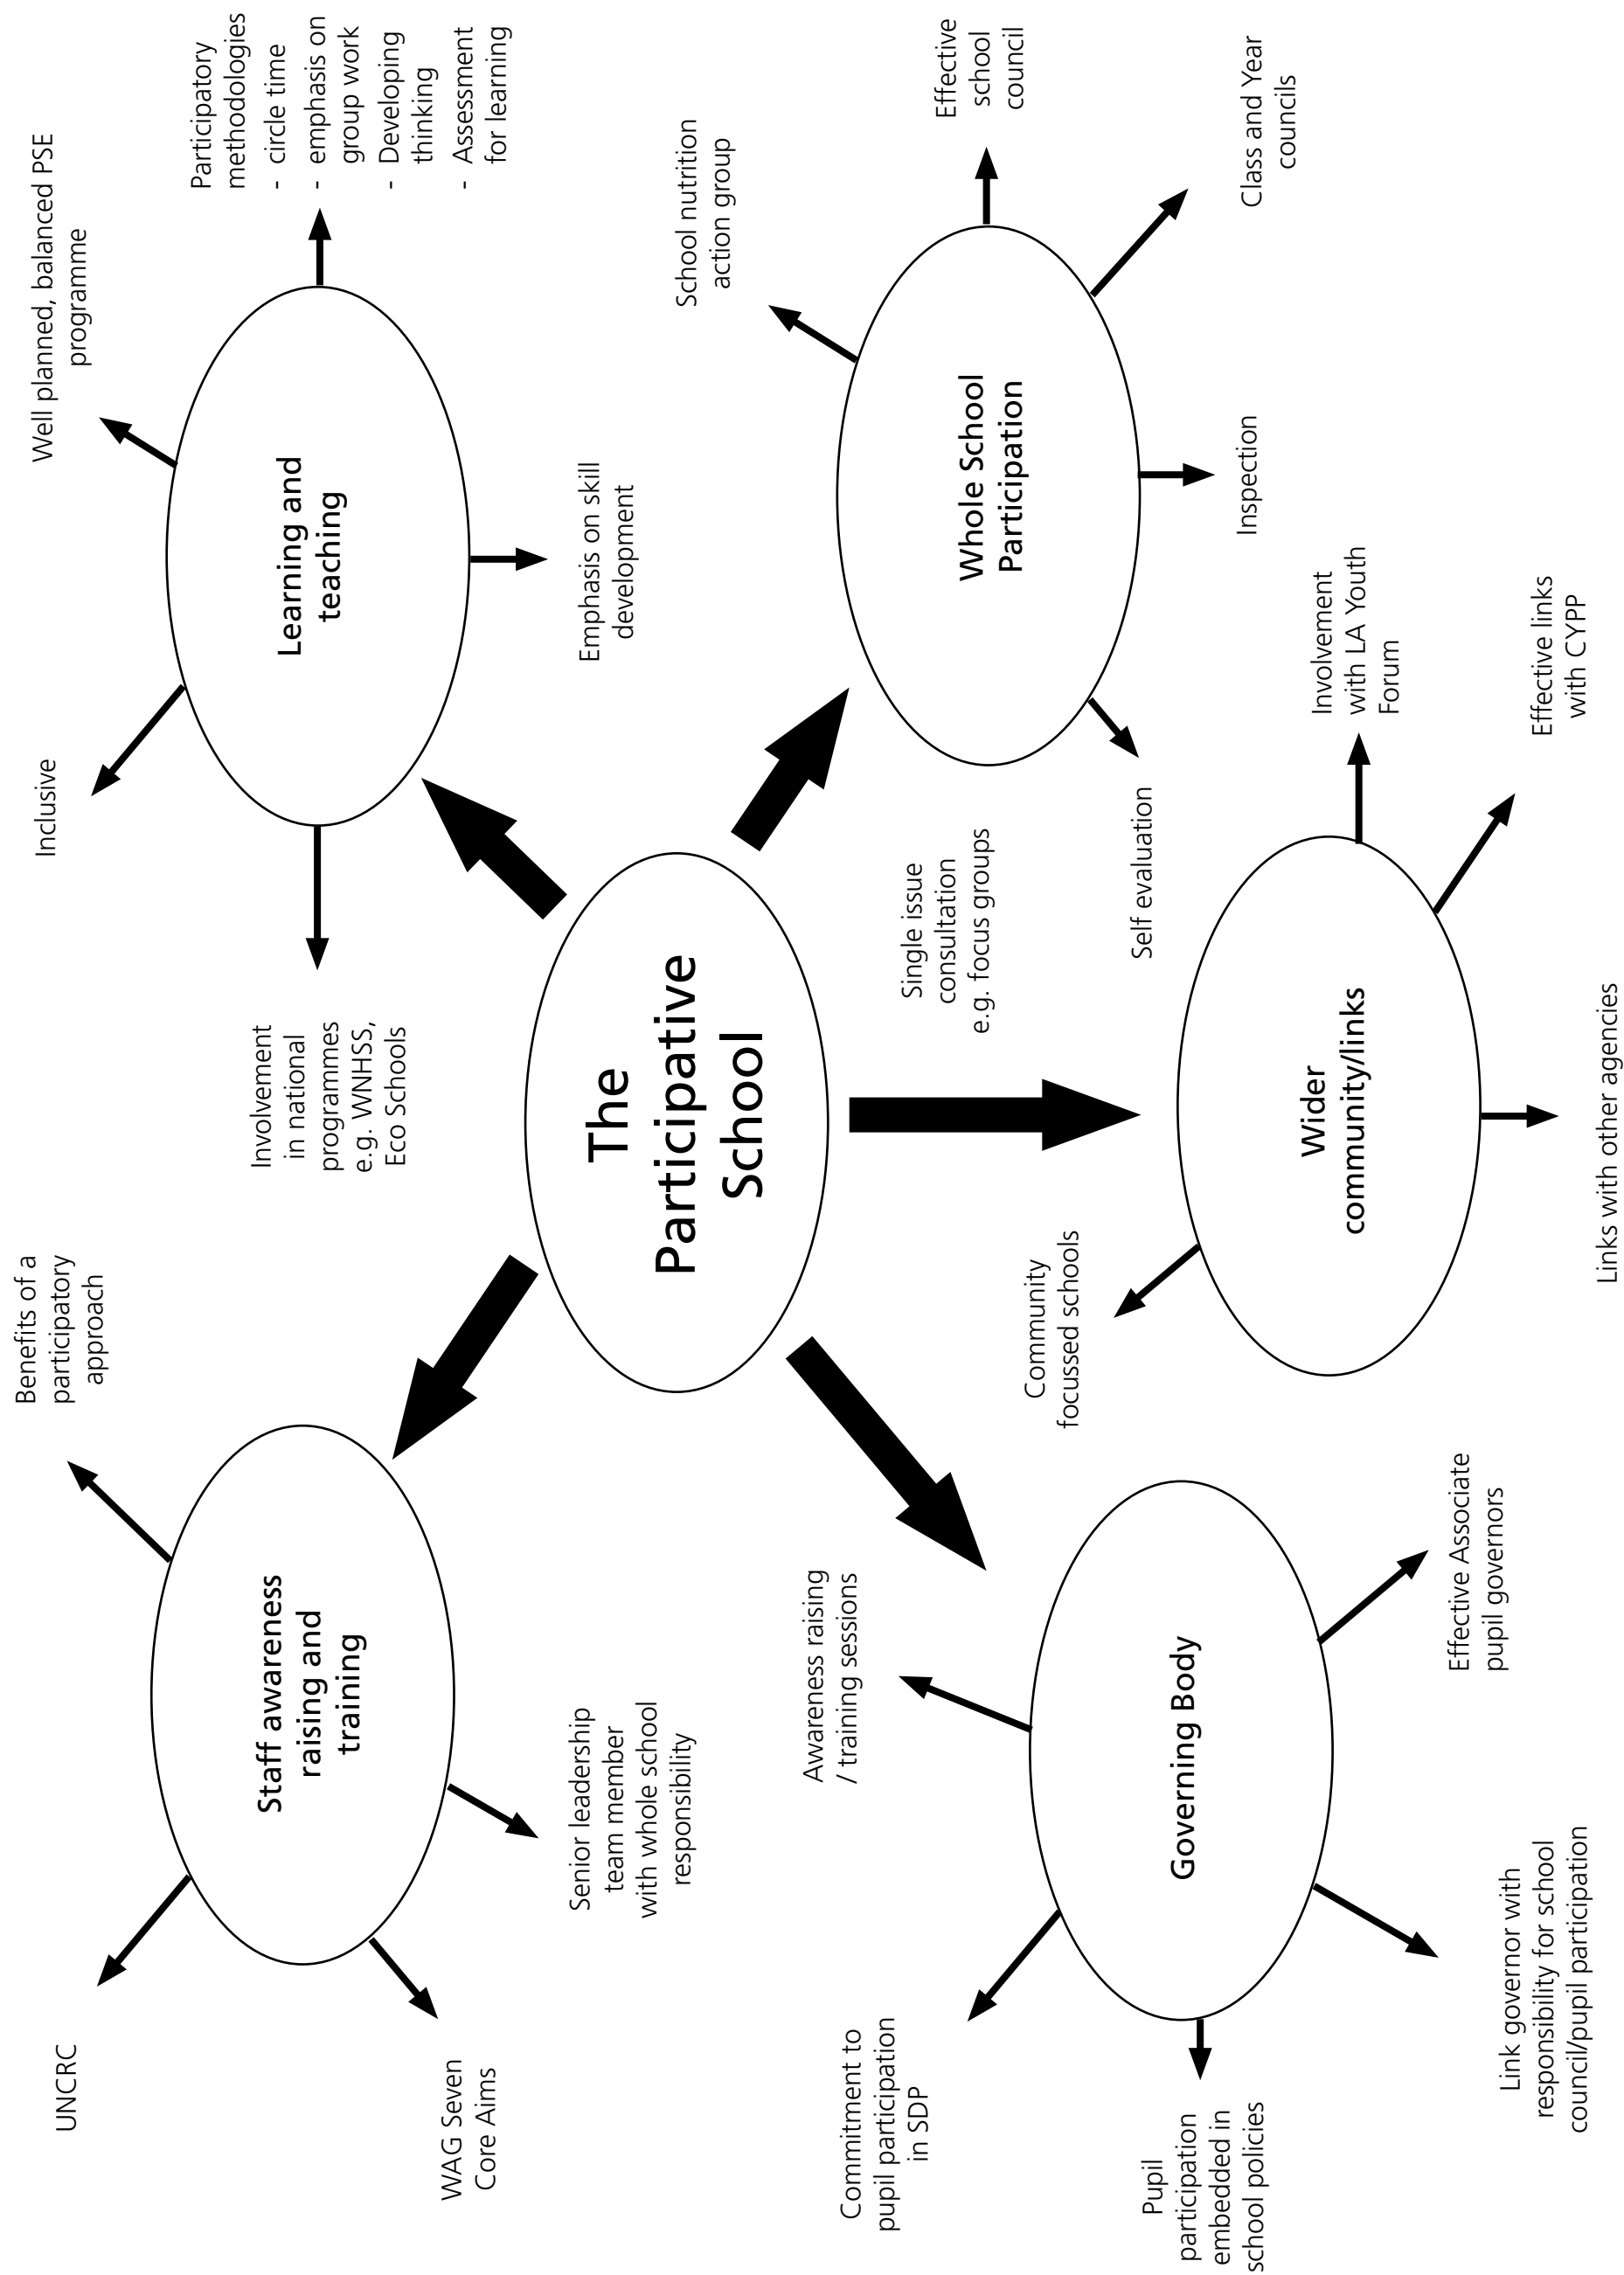 The
Participative
School
Staff awareness
raising and
training
Benefits of a
participatory
approach
UNCRC
WAG Seven
Core Aims
Senior leadership
team member
with whole school
responsibility
Learning and
teaching
Inclusive
Well planned, balanced PSE
programme
Participatory
methodologies
- circle time
- emphasis on
group work
- Developing
thinking
- Assessment
for learning
Emphasis on skill
development
Involvement
in national
programmes
e.g. WNHSS,
Eco Schools
Whole School
Participation
School nutrition
action group
Effective
school
council
Class and Year
councils
Inspection
Self evaluation
Single issue
consultation
e.g. focus groups
Wider
community/links
Involvement
with LA Youth
Forum
Effective links
with CYPP
Links with other agencies
Community
focussed schools
Governing Body
Awareness raising
/ training sessions
Effective Associate
pupil governors
Link governor with
responsibility for school
council/pupil participation
Pupil
participation
embedded in
school policies
Commitment to
pupil participation
in SDP